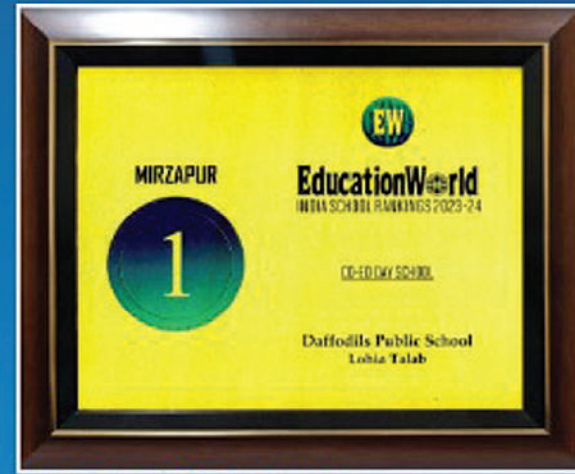 MIRZAPUR
1
EW
EducationWorld
INDIA SCHOOL RANKINGS 2023-24
CO-ED DAY SCHOOL
Daffodils Public School
Lohia Talab